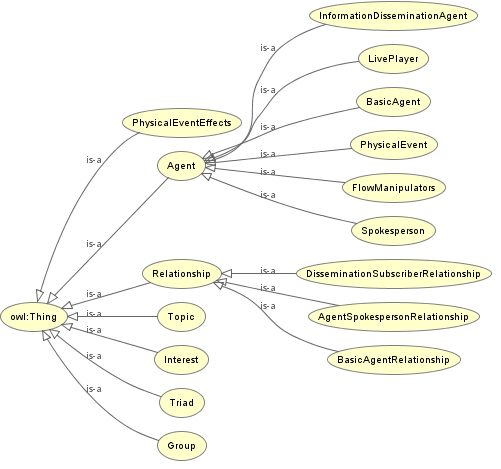 InformationDisseminationAgent
is-a
LivePlayer
is-a
BasicAgent
is-a
PhysicalEventEffects
PhysicalEvent
is-a
is-a
Agent
is-a
FlowManipulators
is-a
Spokesperson
is-a
Relationship
is-a
DisseminationSubscriberRelationship
is-a
is-a
AgentSpokespersonRelationship
owl:Thing
is-a
Topic
is-a
is-a
BasicAgentRelationship
Interest
is-a
is-a
Triad
Group